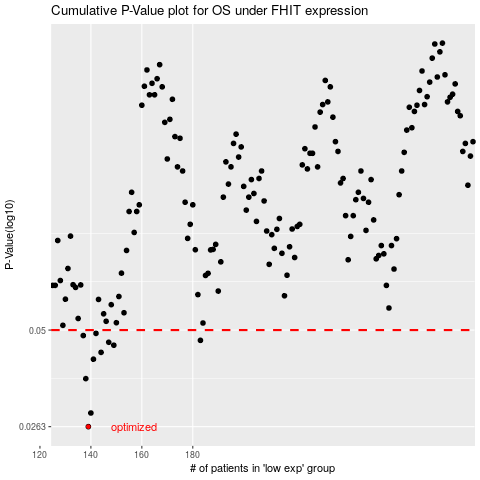 Cumulative P-Value plot for OS under FHIT expression
P-Value(log10)
0.05
0.0263
optimized
120 140 160 180
# of patients in 'low exp' group